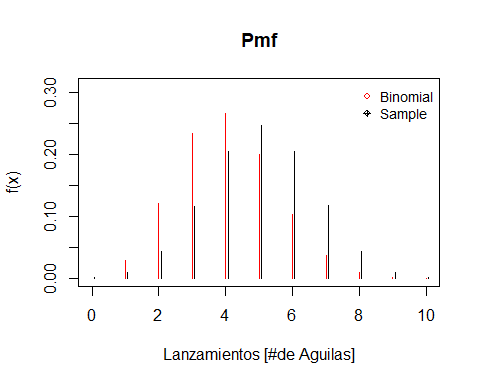 Pmf
Binomial
Sample
f(x)
0.30
0.20
0.10
0.00
0 2 4 6 8 10
Lanzamientos [#de Aguilas]